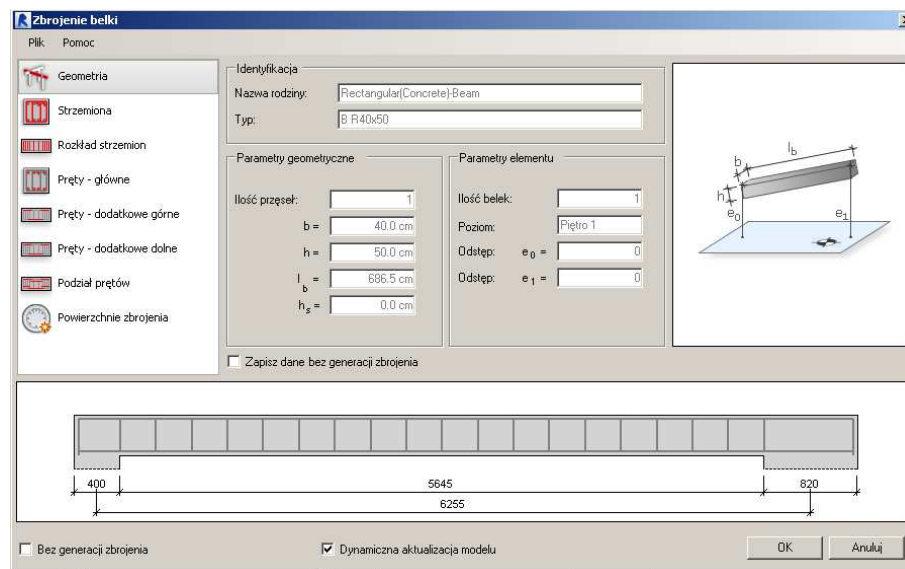 Zbrojenie belki
Plik Pomoc
Geometria
Strzemiona
Rozkład strzemion
Pręty - główne
Pręty - dodatkowe górne
Pręty - dodatkowe dolne
Podział prętów
Powierzchnie zbrojenia
Identyfikacja
Nazwa rodziny: Rectangular(Concrete)-Beam
Typ: B R40x50
Parametry geometryczne
Ilość przęseł: 1
b = 40.0 cm
h = 50.0 cm
l b = 686.5 cm
h s = 0.0 cm
Parametry elementu
Ilość belek: 1
Poziom: Piętro 1
Odstęp: e 0 = 0
Odstęp: e 1 = 0
l b
b
h
e 0
e 1
Zapisz dane bez generacji zbrojenia
400 5645 820
6255
Bez generacji zbrojenia
Dynamiczna aktualizacja modelu
OK Anuluj